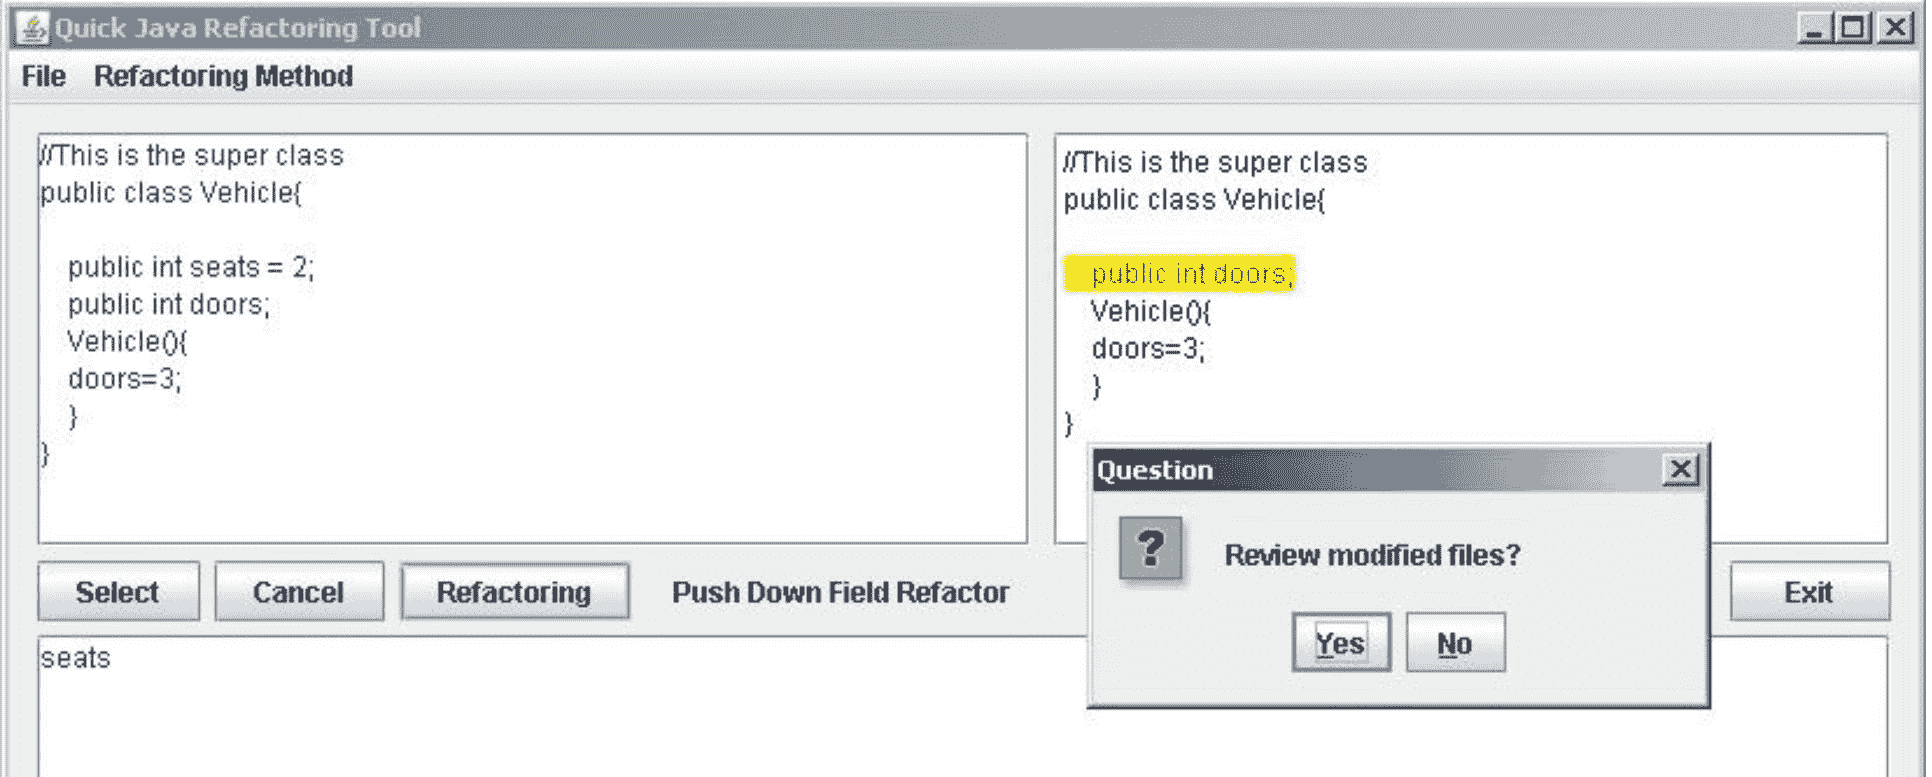 Quick Java Refactoring Tool
File Refactoring Method
//This is the super class
public class Vehicle{
public int seats = 2;
public int doors;
Vehicle(){
doors=3;
}
}
//This is the super class
public class Vehicle{
public int doors;
Vehicle(){
doors=3;
}
}
Question
? Review modified files?
Yes No
Select Cancel Refactoring Push Down Field Refactor Exit
seats